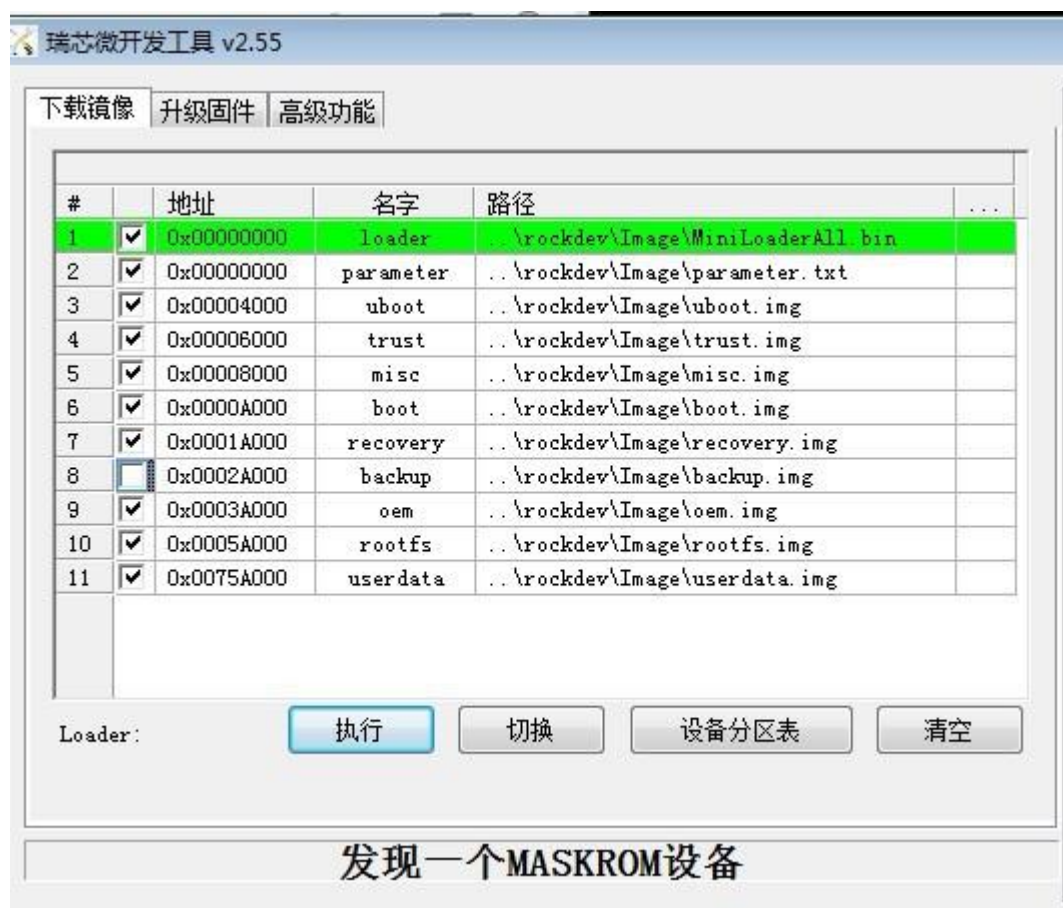 瑞芯微开发工具 v2.55
下载镜像 升级固件 高级功能
# 地址 名字 路径 ...
1 0x00000000 loader ..\rockdev\Image\MiniLoaderAll.bin
2 0x00000000 parameter ..\rockdev\Image\parameter.txt
3 0x00004000 uboot ..\rockdev\Image\uboot.img
4 0x00006000 trust ..\rockdev\Image\trust.img
5 0x00008000 misc ..\rockdev\Image\misc.img
6 0x0000A000 boot ..\rockdev\Image\boot.img
7 0x0001A000 recovery ..\rockdev\Image\recovery.img
8 0x0002A000 backup ..\rockdev\Image\backup.img
9 0x0003A000 oem ..\rockdev\Image\oem.img
10 0x0005A000 rootfs ..\rockdev\Image\rootfs.img
11 0x0075A000 userdata ..\rockdev\Image\userdata.img
Loader: 执行 切换 设备分区表 清空
发现一个MASKROM设备